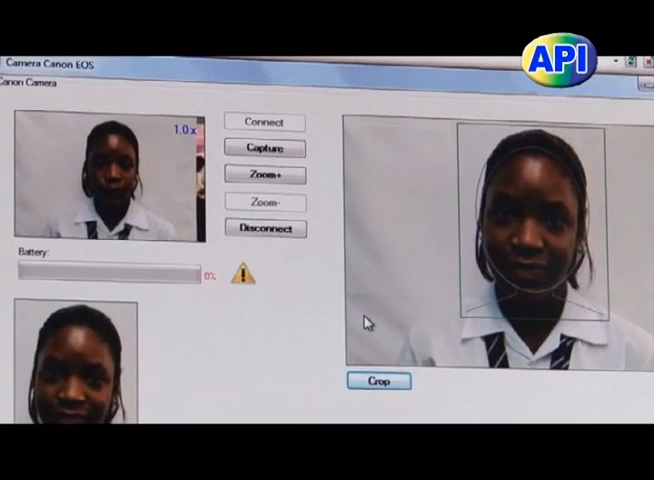 API
Camera Canon EOS
Canon Camera
1.0x
Connect
Capture
Zoom+
Zoom-
Disconnect
Battery:
0%
Crop